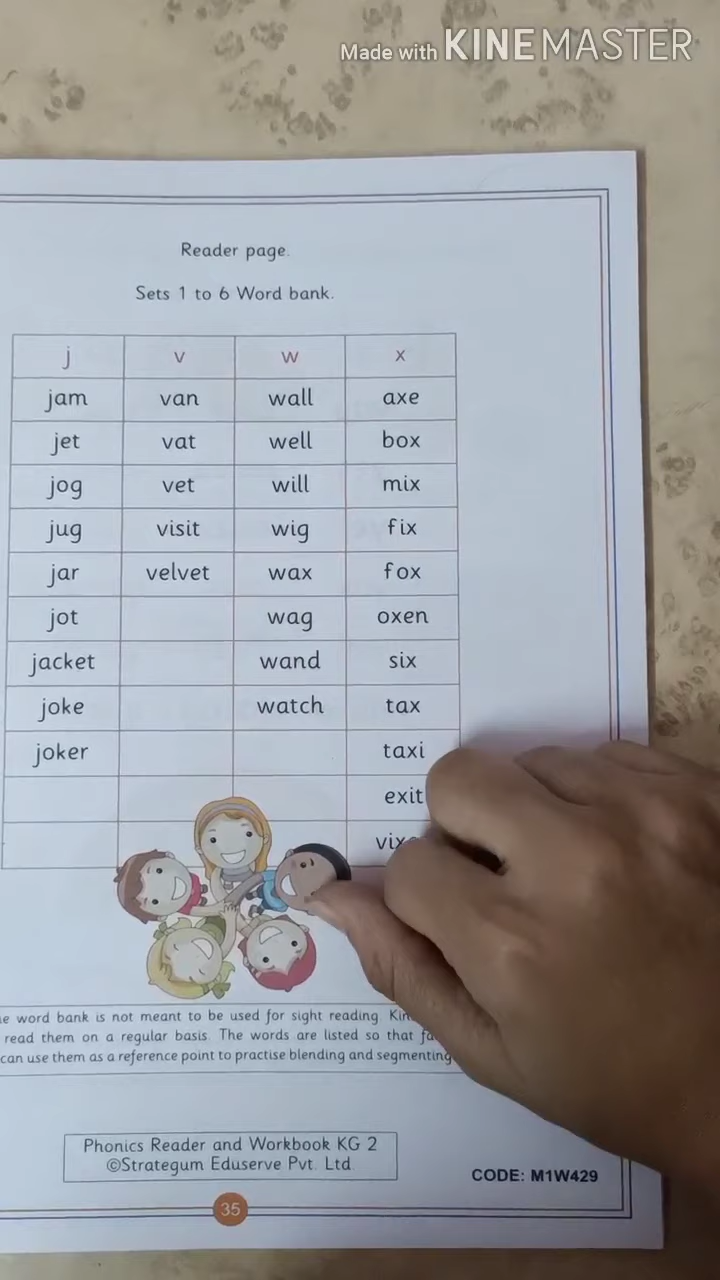 Made with KINEMASTER
Reader page.
Sets 1 to 6 Word bank.
j v w x
jam van wall axe
jet vat well box
jog vet will mix
jug visit wig fix
jar velvet wax fox
jot wag oxen
jacket wand six
joke watch tax
joker taxi
exit
word bank is not meant to be used for sight reading.
read them on a regular basis. The words are listed so that
can use them as a reference point to practise blending and segmenting
Phonics Reader and Workbook KG 2
©Strategum Eduserve Pvt. Ltd.
CODE: M1W429
35